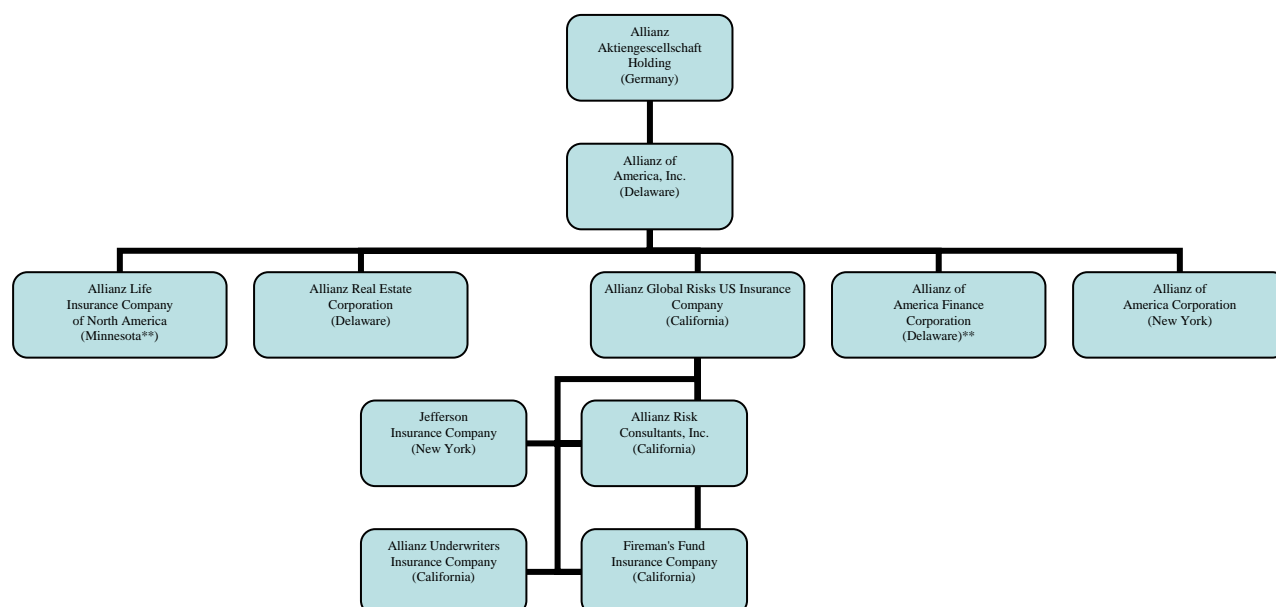 Allianz
Aktiengescellschaft
Holding
(Germany)
Allianz of
America, Inc.
(Delaware)
Allianz Life
Insurance Company
of North America
(Minnesota**)
Allianz Real Estate
Corporation
(Delaware)
Allianz Global Risks US Insurance
Company
(California)
Allianz of
America Finance
Corporation
(Delaware)**
Allianz of
America Corporation
(New York)
Jefferson
Insurance Company
(New York)
Allianz Risk
Consultants, Inc.
(California)
Allianz Underwriters
Insurance Company
(California)
Fireman's Fund
Insurance Company
(California)